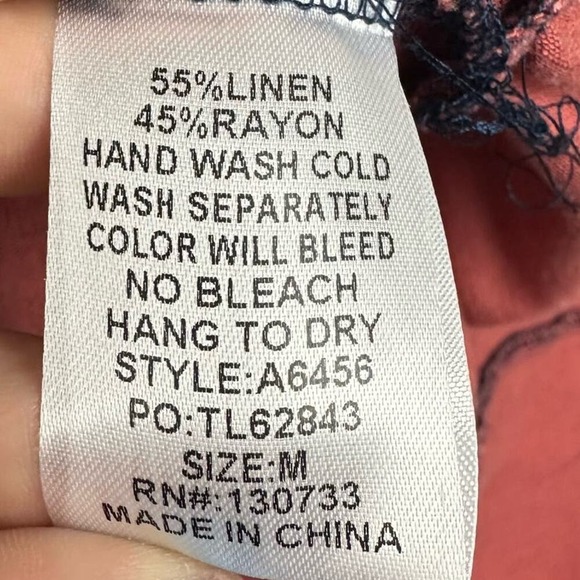 55%LINEN
45%RAYON
HAND WASH COLD
WASH SEPARATELY
COLOR WILL BLEED
NO BLEACH
HANG TO DRY
STYLE:A6456
PO:TL62843
SIZE:M
RN#:130733
MADE IN CHINA